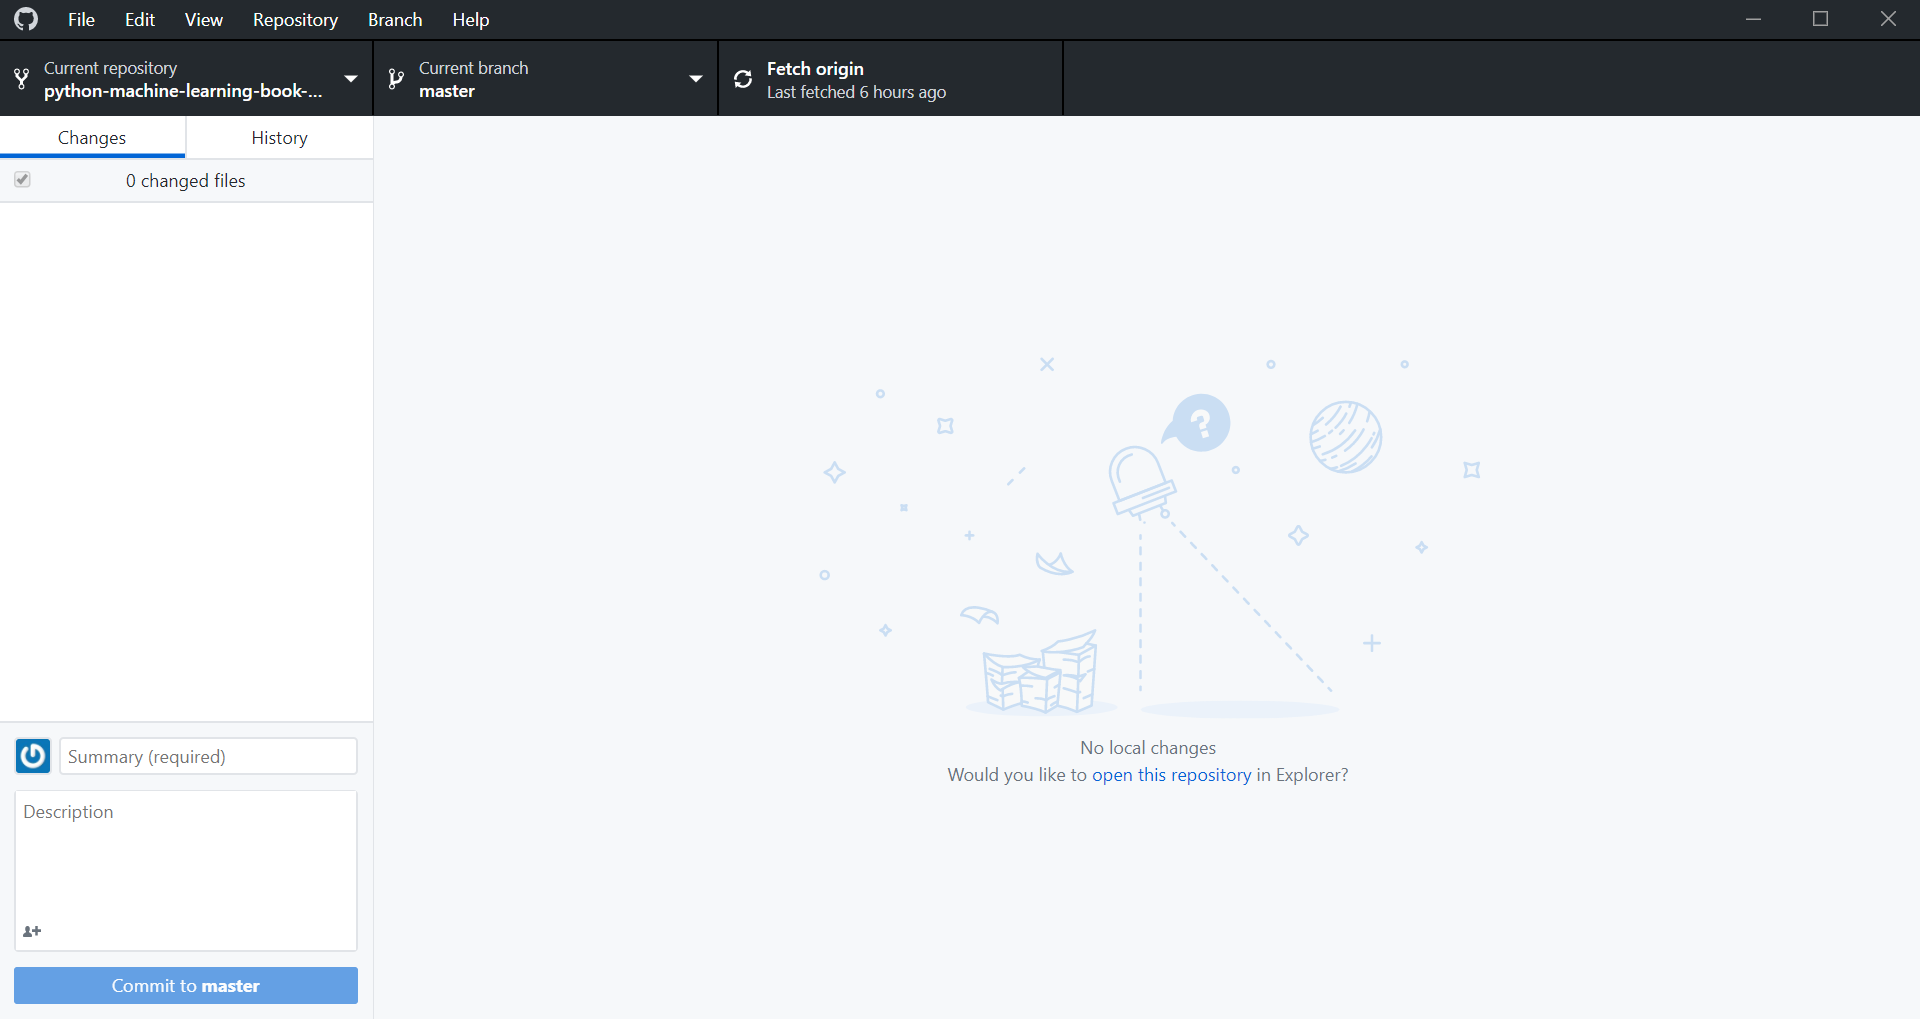 File Edit View Repository Branch Help
Current repository
python-machine-learning-book-...
Current branch
master
Fetch origin
Last fetched 6 hours ago
Changes
History
0 changed files
?
No local changes
Would you like to open this repository in Explorer?
Summary (required)
Description
Commit to master